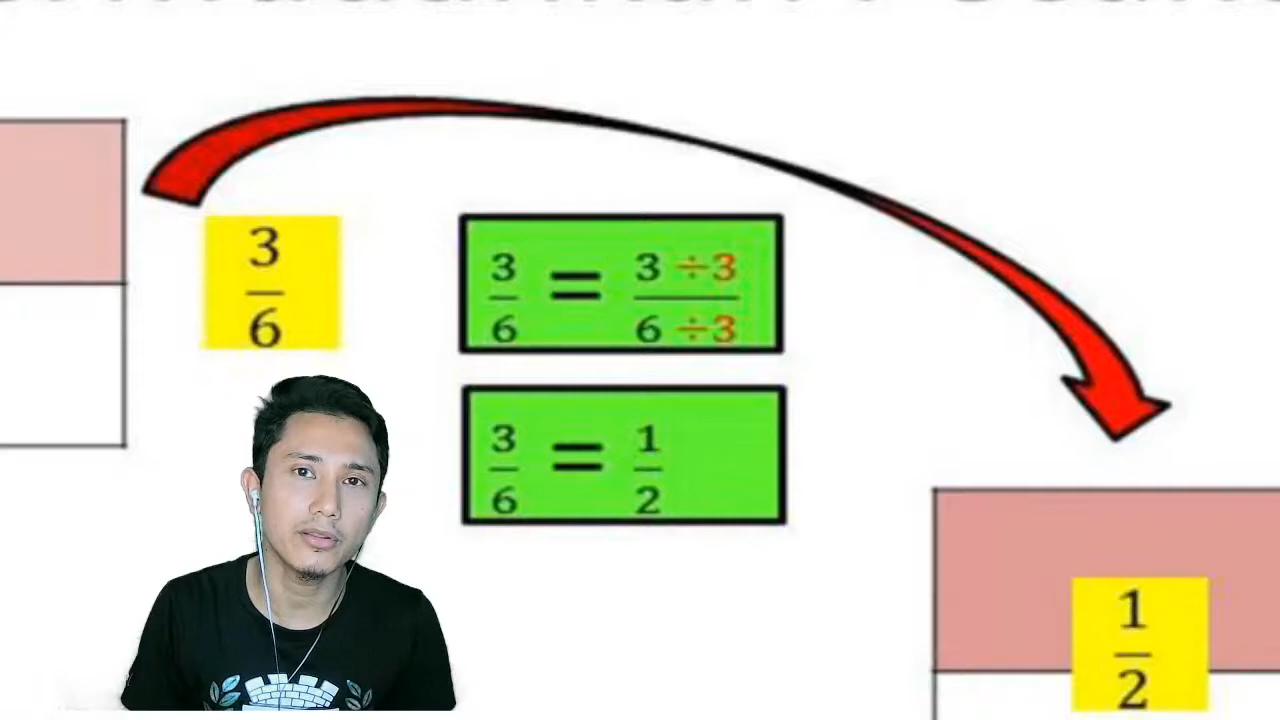 3
6
3/6 = 3 ÷3/6 ÷3
3/6 = 1/2
1
2